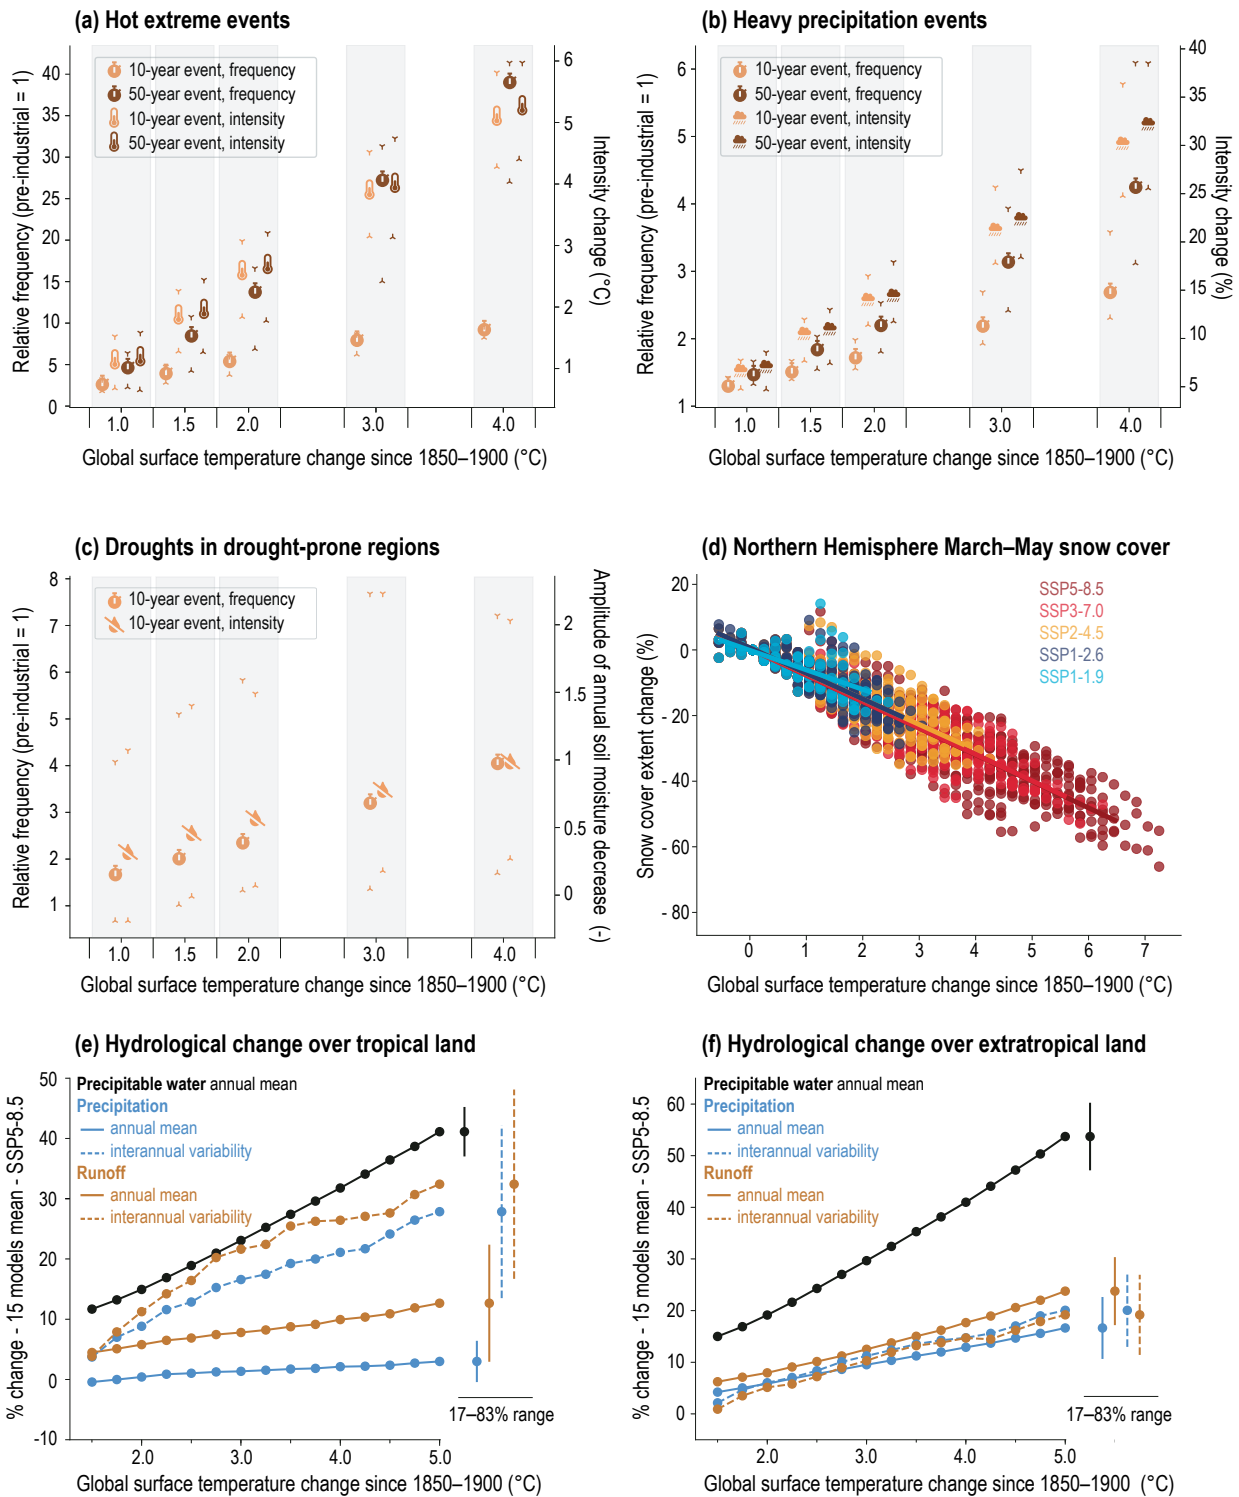 (a) Hot extreme events
Relative frequency (pre-industrial = 1)
40
35
30
25
20
15
10
5
0
10-year event, frequency
50-year event, frequency
10-year event, intensity
50-year event, intensity
6
5
4
3
2
1
Intensity change (°C)
1.0 1.5 2.0 3.0 4.0
Global surface temperature change since 1850–1900 (°C)
(b) Heavy precipitation events
Relative frequency (pre-industrial = 1)
6
5
4
3
2
1
10-year event, frequency
50-year event, frequency
10-year event, intensity
50-year event, intensity
40
35
30
25
20
15
10
5
Intensity change (%)
1.0 1.5 2.0 3.0 4.0
Global surface temperature change since 1850–1900 (°C)
(c) Droughts in drought-prone regions
Relative frequency (pre-industrial = 1)
8
7
6
5
4
3
2
1
10-year event, frequency
10-year event, intensity
2
1.5
1
0.5
0
Amplitude of annual soil moisture decrease (-)
1.0 1.5 2.0 3.0 4.0
Global surface temperature change since 1850–1900 (°C)
(d) Northern Hemisphere March–May snow cover
Snow cover extent change (%)
20
0
- 20
- 40
- 60
- 80
SSP5-8.5
SSP3-7.0
SSP2-4.5
SSP1-2.6
SSP1-1.9
0 1 2 3 4 5 6 7
Global surface temperature change since 1850–1900 (°C)
(e) Hydrological change over tropical land
% change - 15 models mean - SSP5-8.5
50
40
30
20
10
0
-10
Precipitable water annual mean
Precipitation
annual mean
interannual variability
Runoff
annual mean
interannual variability
17–83% range
2.0 3.0 4.0 5.0
Global surface temperature change since 1850–1900 (°C)
(f) Hydrological change over extratropical land
% change - 15 models mean - SSP5-8.5
60
50
40
30
20
10
0
Precipitable water annual mean
Precipitation
annual mean
interannual variability
Runoff
annual mean
interannual variability
17–83% range
2.0 3.0 4.0 5.0
Global surface temperature change since 1850–1900 (°C)